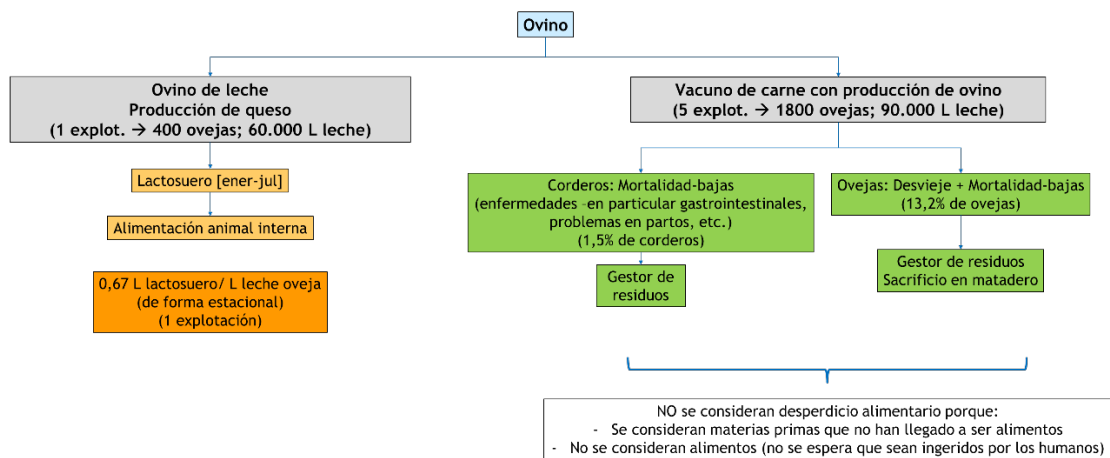 Ovino
Ovino de leche
Producción de queso
(1 explot. → 400 ovejas; 60.000 L leche)
Lactosuero [ener-jul]
Alimentación animal interna
0,67 L lactosuero/ L leche oveja
(de forma estacional)
(1 explotación)
Vacuno de carne con producción de ovino
(5 explot. → 1800 ovejas; 90.000 L leche)
Corderos: Mortalidad-bajas
(enfermedades –en particular gastrointestinales,
problemas en partos, etc.)
(1,5% de corderos)
Gestor de
residuos
Ovejas: Desvieje + Mortalidad-bajas
(13,2% de ovejas)
Gestor de residuos
Sacrificio en matadero
NO se consideran desperdicio alimentario porque:
- Se consideran materias primas que no han llegado a ser alimentos
- No se consideran alimentos (no se espera que sean ingeridos por los humanos)